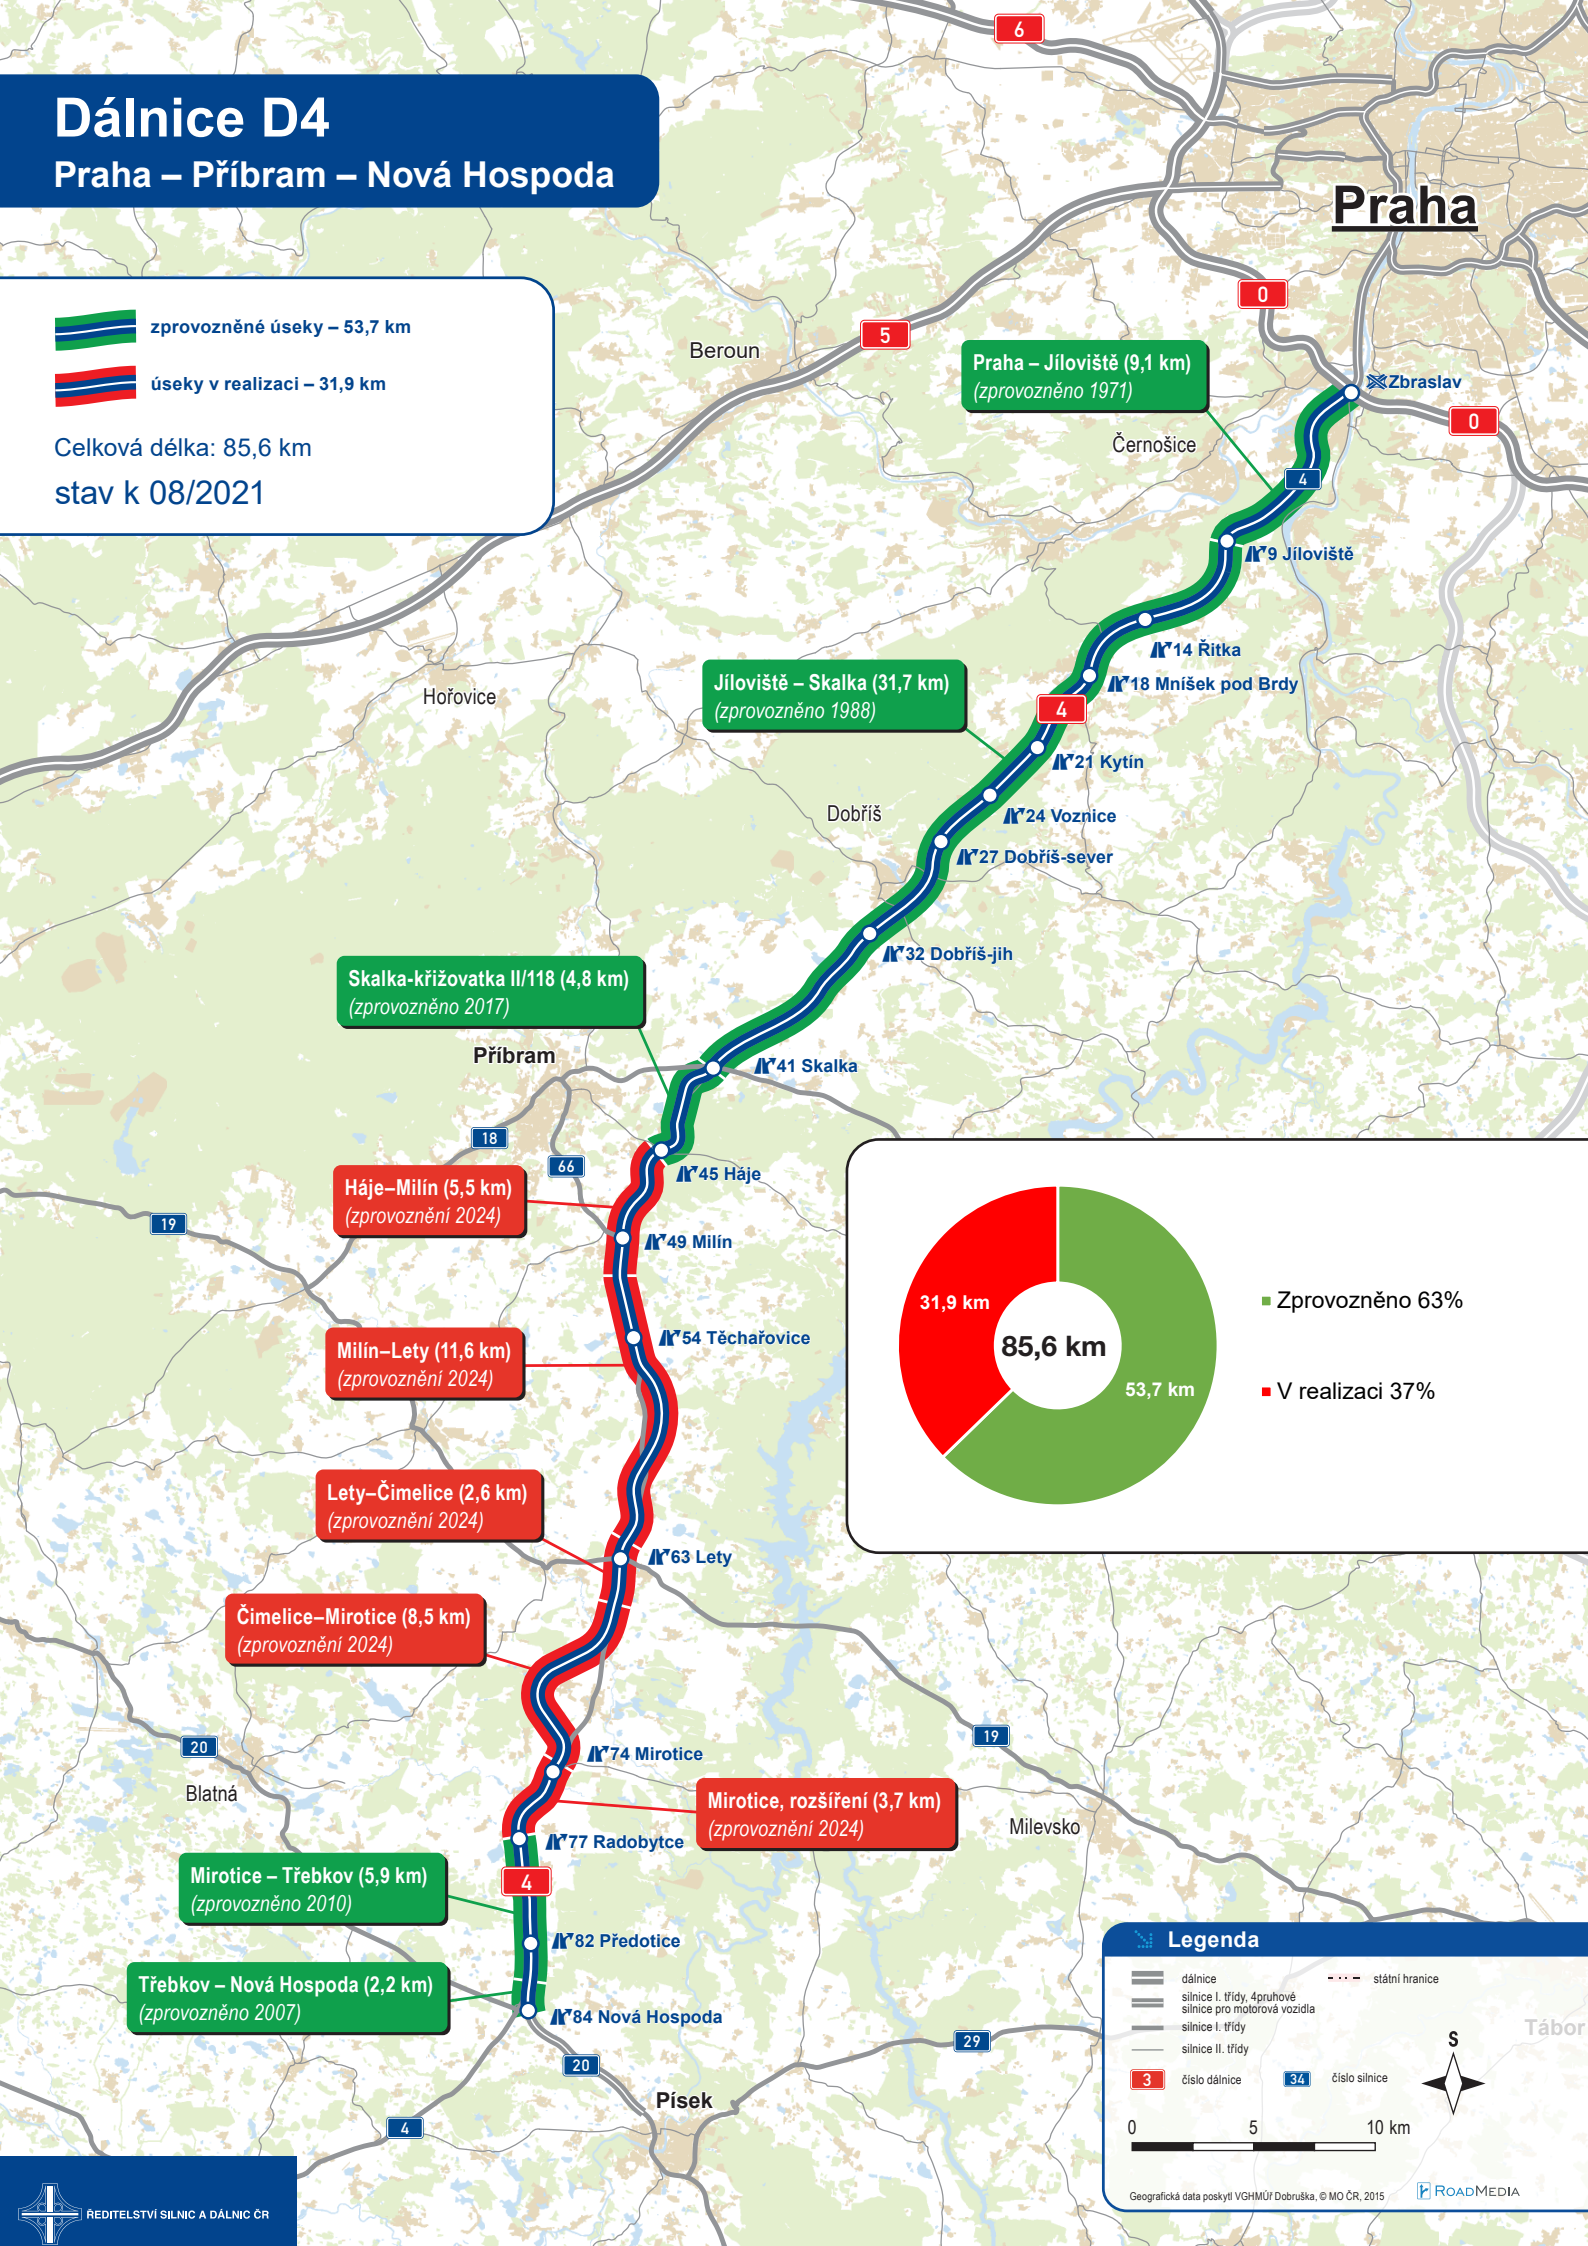 Dálnice D4
Praha – Příbram – Nová Hospoda
zprovozněné úseky – 53,7 km
úseky v realizaci – 31,9 km
Celková délka: 85,6 km
stav k 08/2021
6
Praha
0
5
Beroun
Praha – Jíloviště (9,1 km)
(zprovozněno 1971)
Zbraslav
0
Černošice
4
9 Jíloviště
14 Řitka
Jíloviště – Skalka (31,7 km)
(zprovozněno 1988)
18 Mníšek pod Brdy
Hořovice
4
21 Kytín
Dobříš
24 Voznice
27 Dobříš-sever
32 Dobříš-jih
Skalka-křižovatka II/118 (4,8 km)
(zprovozněno 2017)
Příbram
41 Skalka
18
66
45 Háje
Háje–Milín (5,5 km)
(zprovoznění 2024)
19
49 Milín
54 Těchařovice
Milín–Lety (11,6 km)
(zprovoznění 2024)
31,9 km
85,6 km
53,7 km
Zprovozněno 63%
V realizaci 37%
Lety–Čimelice (2,6 km)
(zprovoznění 2024)
63 Lety
Čimelice–Mirotice (8,5 km)
(zprovoznění 2024)
20
19
74 Mirotice
Blatná
Mirotice, rozšíření (3,7 km)
(zprovoznění 2024)
Milevsko
77 Radobytce
4
Mirotice – Třebkov (5,9 km)
(zprovozněno 2010)
82 Předotice
Třebkov – Nová Hospoda (2,2 km)
(zprovozněno 2007)
84 Nová Hospoda
20
29
Písek
4
Legenda
dálnice
státní hranice
silnice I. třídy, 4pruhové
silnice pro motorová vozidla
silnice I. třídy
silnice II. třídy
3
číslo dálnice
34
číslo silnice
S
Tábor
0 5 10 km
Geografická data poskytl VGHMÚř Dobruška, © MO ČR, 2015
ROADMEDIA
ŘEDITELSTVÍ SILNIC A DÁLNIC ČR